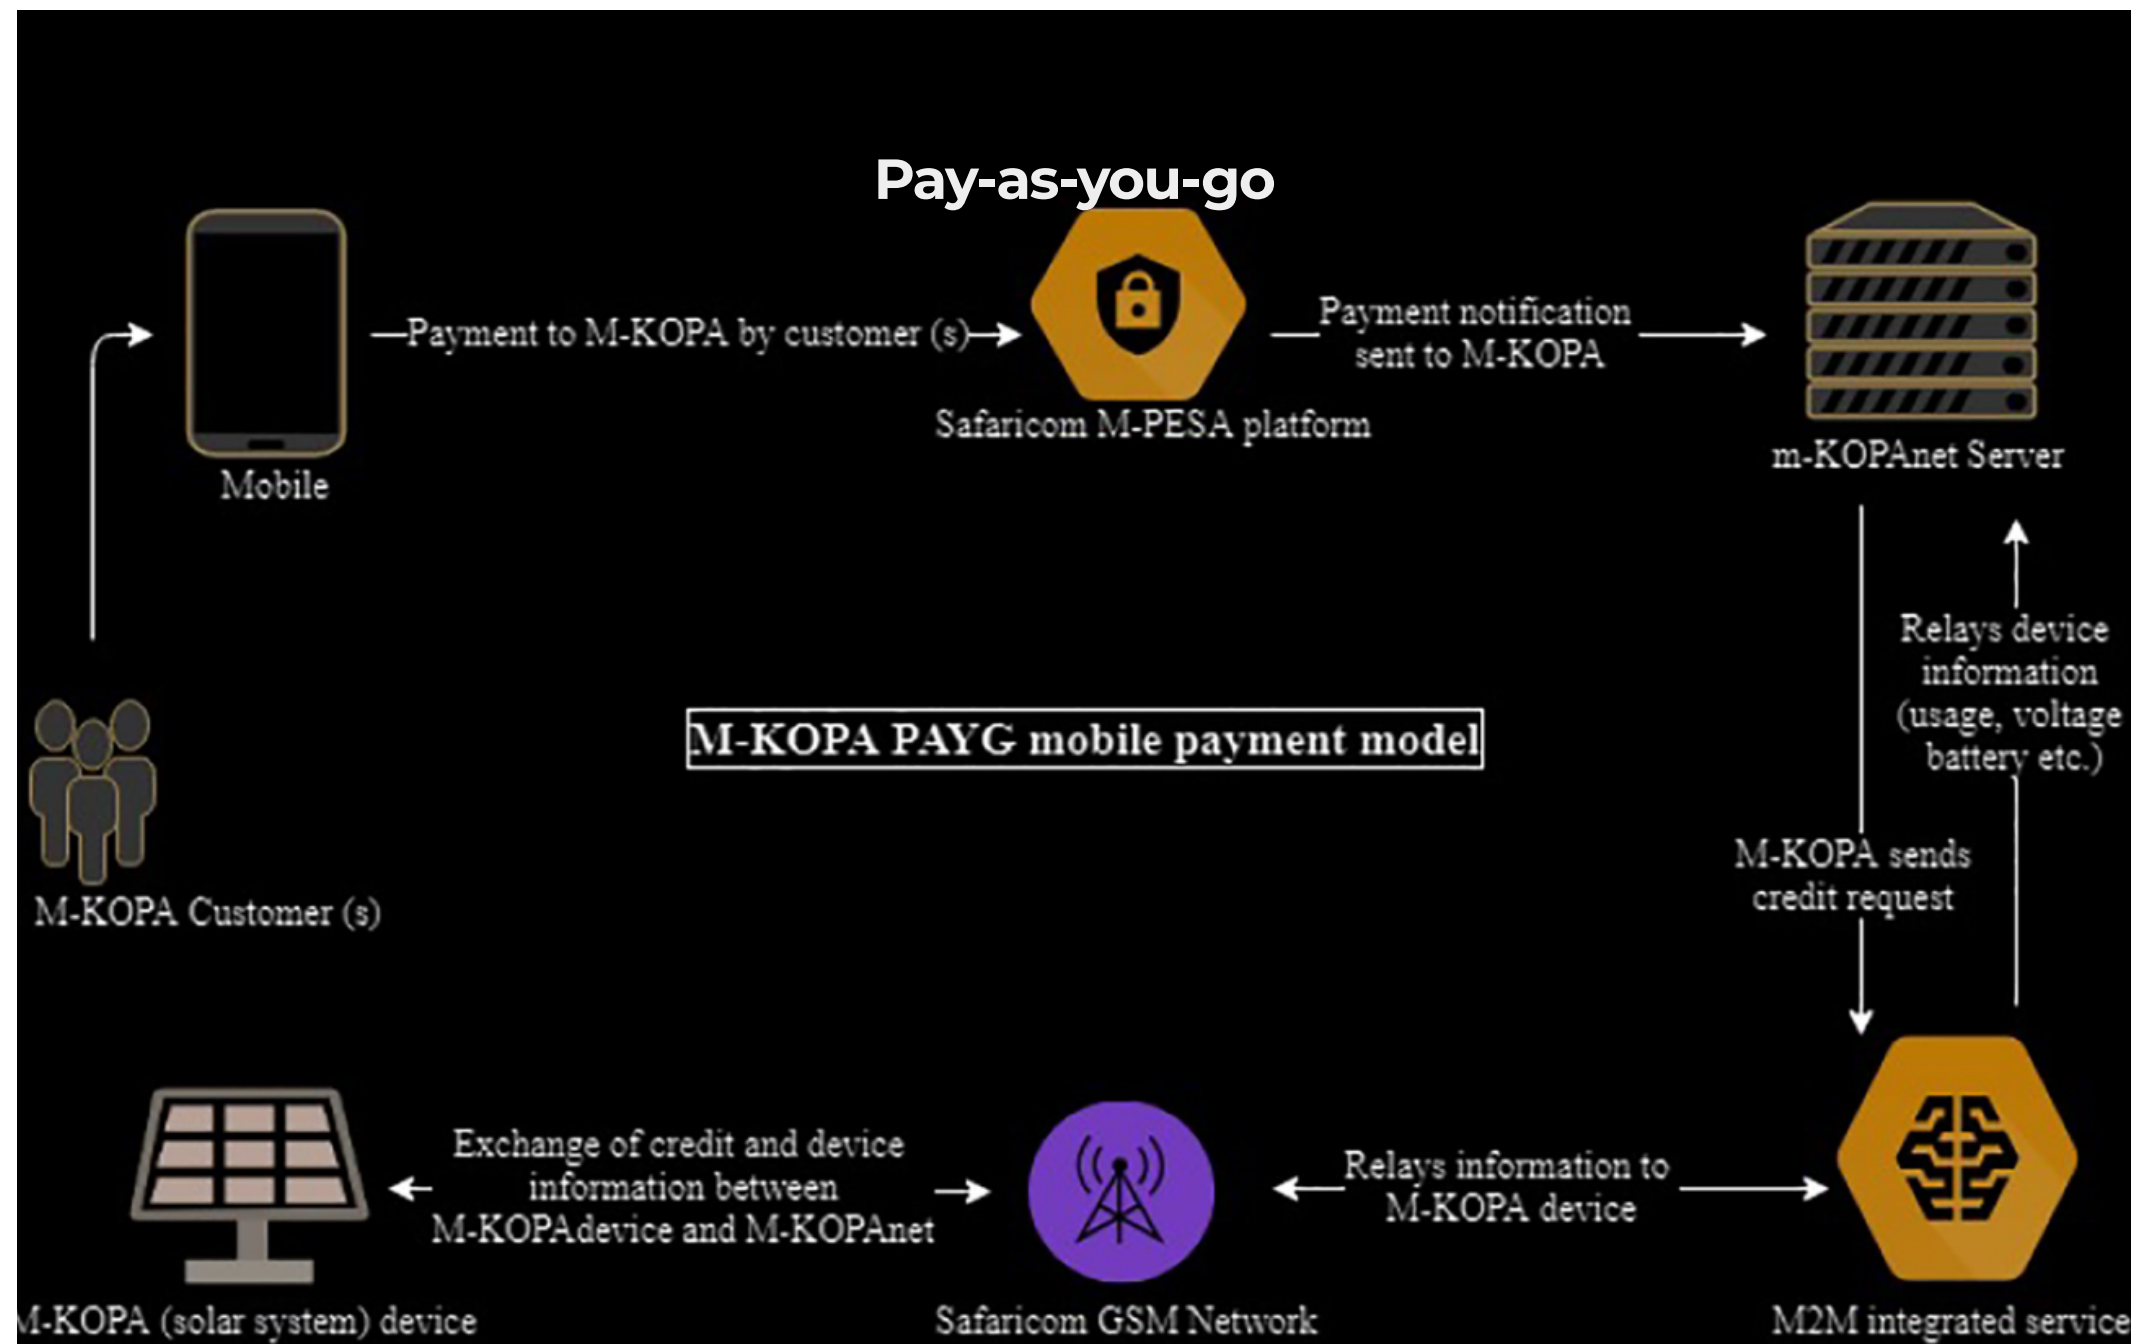 Pay-as-you-go
Payment to M-KOPA by customer (s)
Payment notification
sent to M-KOPA
Safaricom M-PESA platform
m-KOPAnet Server
Mobile
Relays device
information
(usage, voltage
battery etc.)
M-KOPA PAYG mobile payment model
M-KOPA sends
credit request
M-KOPA Customer (s)
Exchange of credit and device
information between
M-KOPAdevice and M-KOPAnet
Relays information to
M-KOPA device
M-KOPA (solar system) device
Safaricom GSM Network
M2M integrated service